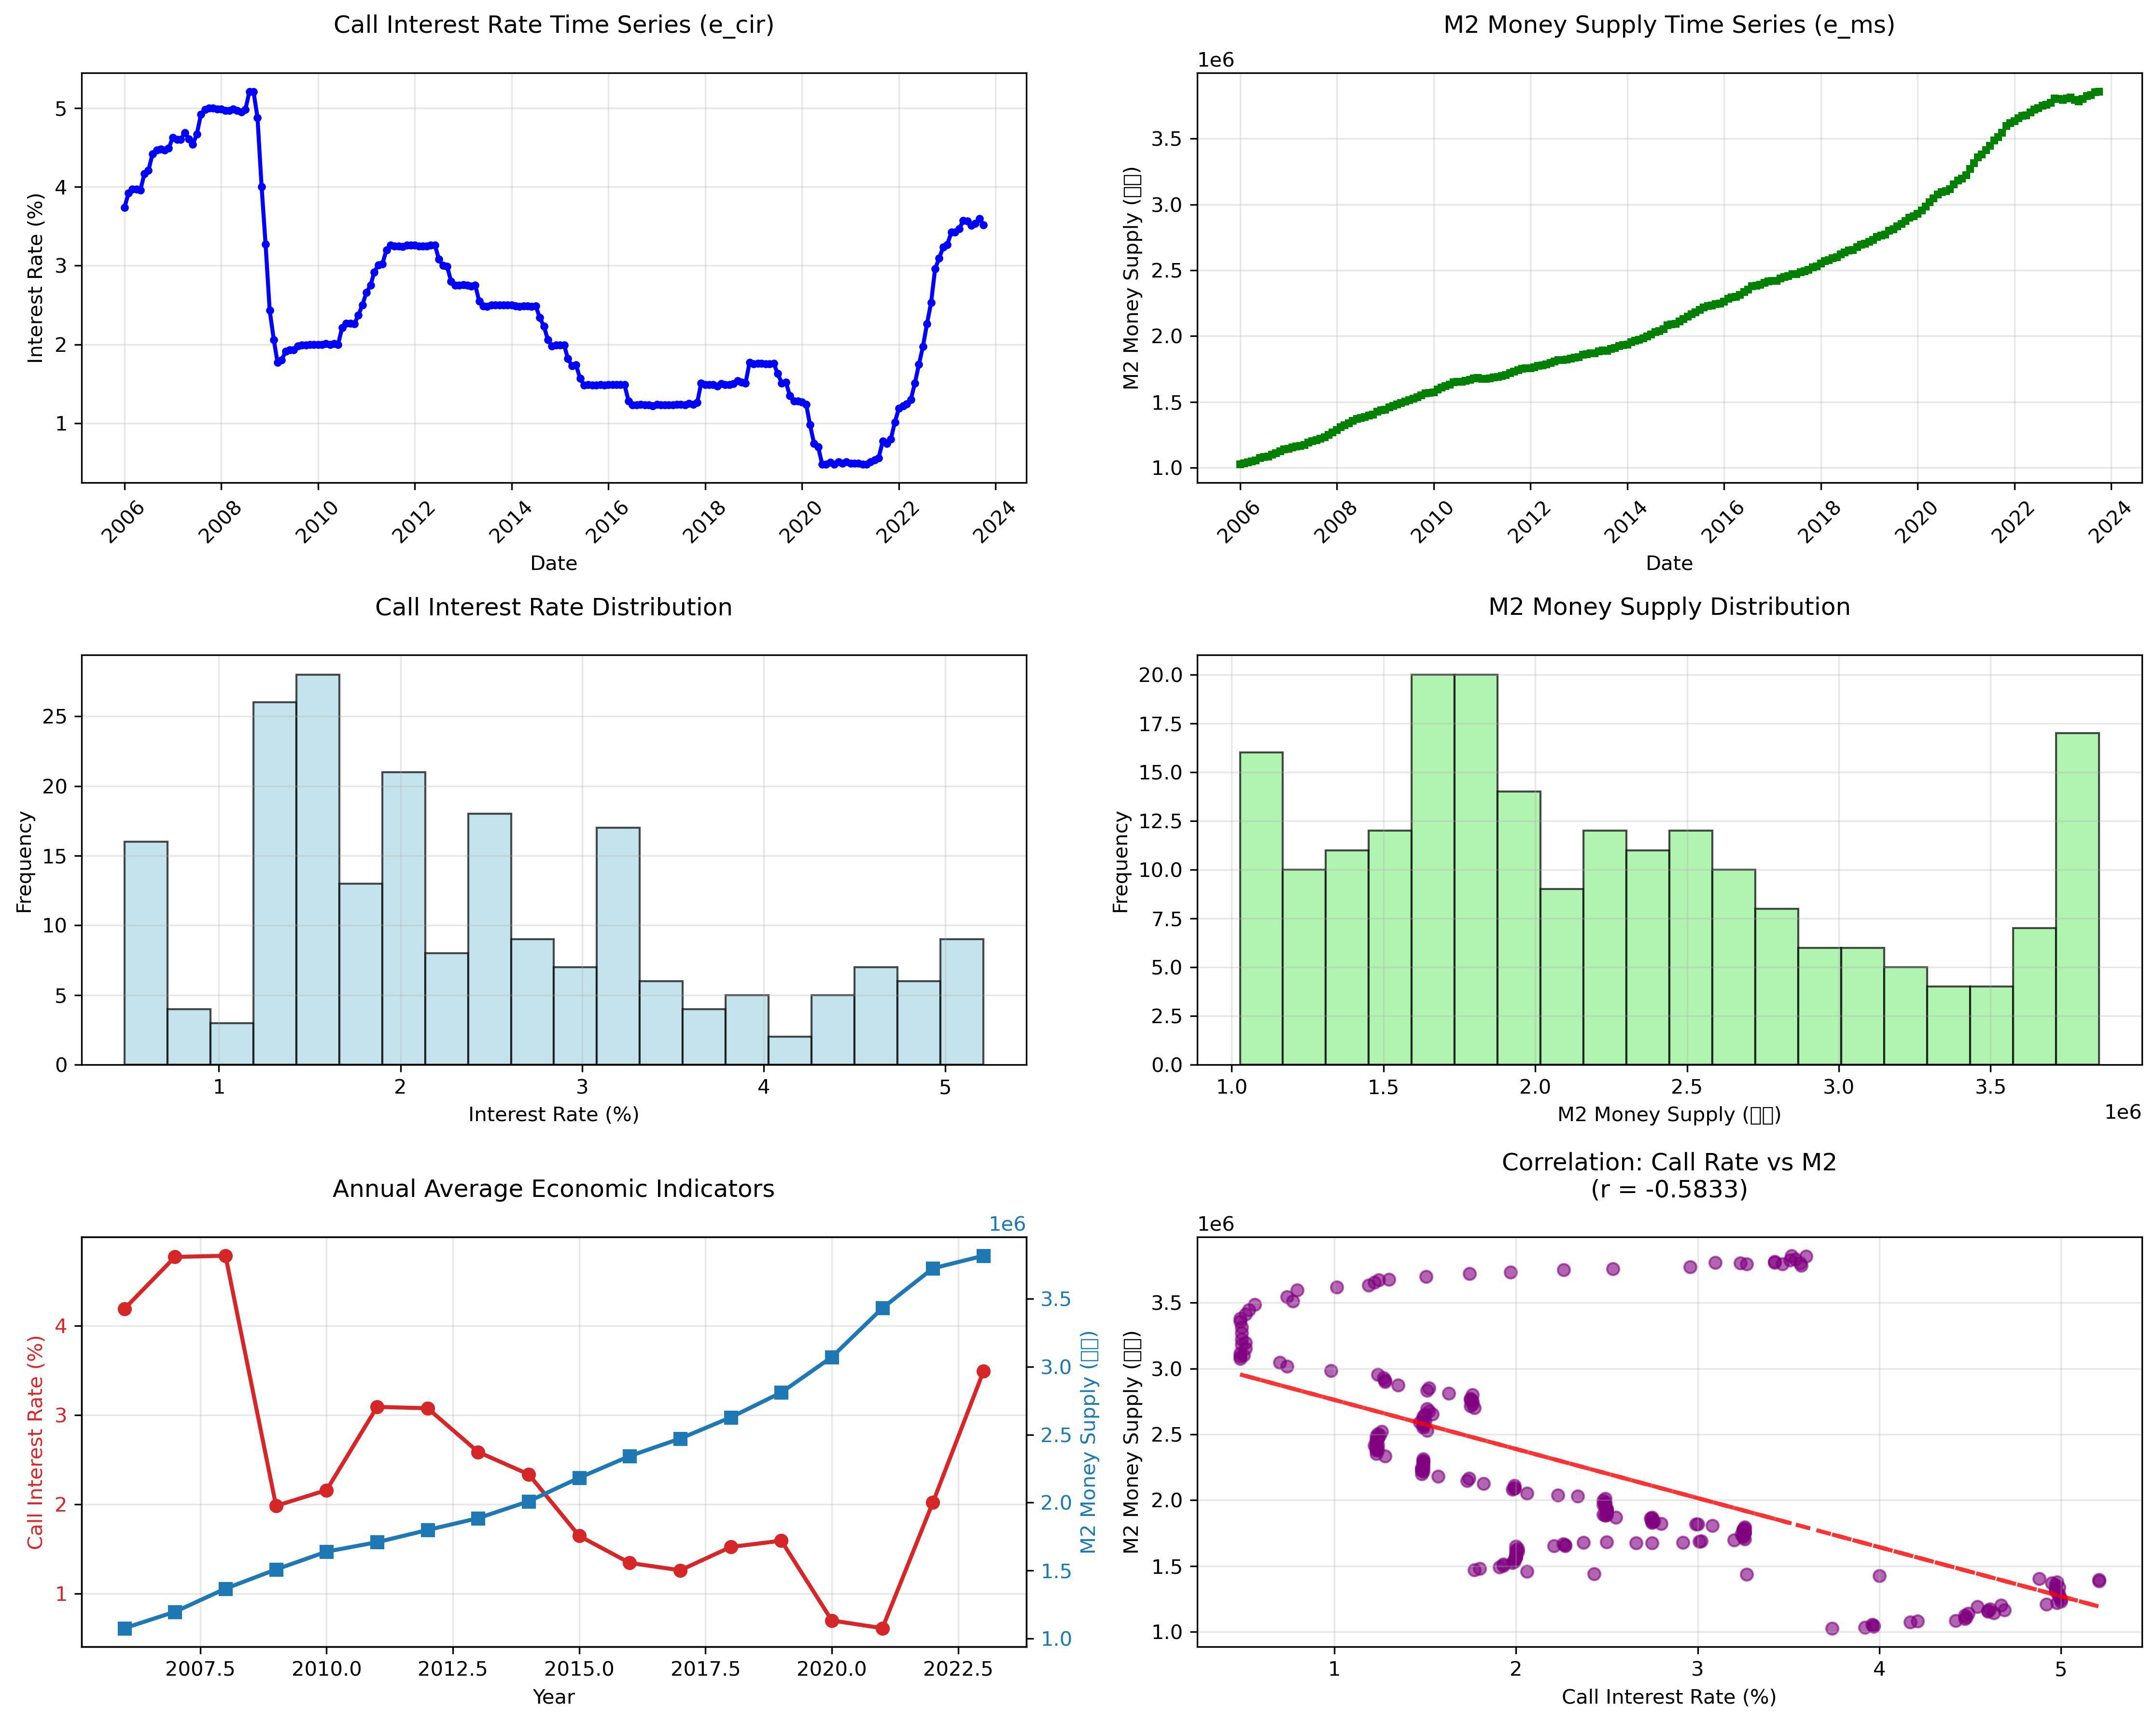 Call Interest Rate Time Series (e_cir)
Interest Rate (%)
5
4
3
2
1
2006 2008 2010 2012 2014 2016 2018 2020 2022 2024
Date
M2 Money Supply Time Series (e_ms)
1e6
M2 Money Supply (▯▯)
3.5
3.0
2.5
2.0
1.5
1.0
2006 2008 2010 2012 2014 2016 2018 2020 2022 2024
Date
Call Interest Rate Distribution
Frequency
25
20
15
10
5
0
1 2 3 4 5
Interest Rate (%)
M2 Money Supply Distribution
Frequency
20.0
17.5
15.0
12.5
10.0
7.5
5.0
2.5
0.0
1.0 1.5 2.0 2.5 3.0 3.5
1e6
M2 Money Supply (▯▯)
Annual Average Economic Indicators
1e6
Call Interest Rate (%)
4
3
2
1
3.5
3.0
2.5
2.0
1.5
1.0
M2 Money Supply (▯▯)
2007.5 2010.0 2012.5 2015.0 2017.5 2020.0 2022.5
Year
Correlation: Call Rate vs M2
(r = -0.5833)
1e6
M2 Money Supply (▯▯)
3.5
3.0
2.5
2.0
1.5
1.0
1 2 3 4 5
Call Interest Rate (%)